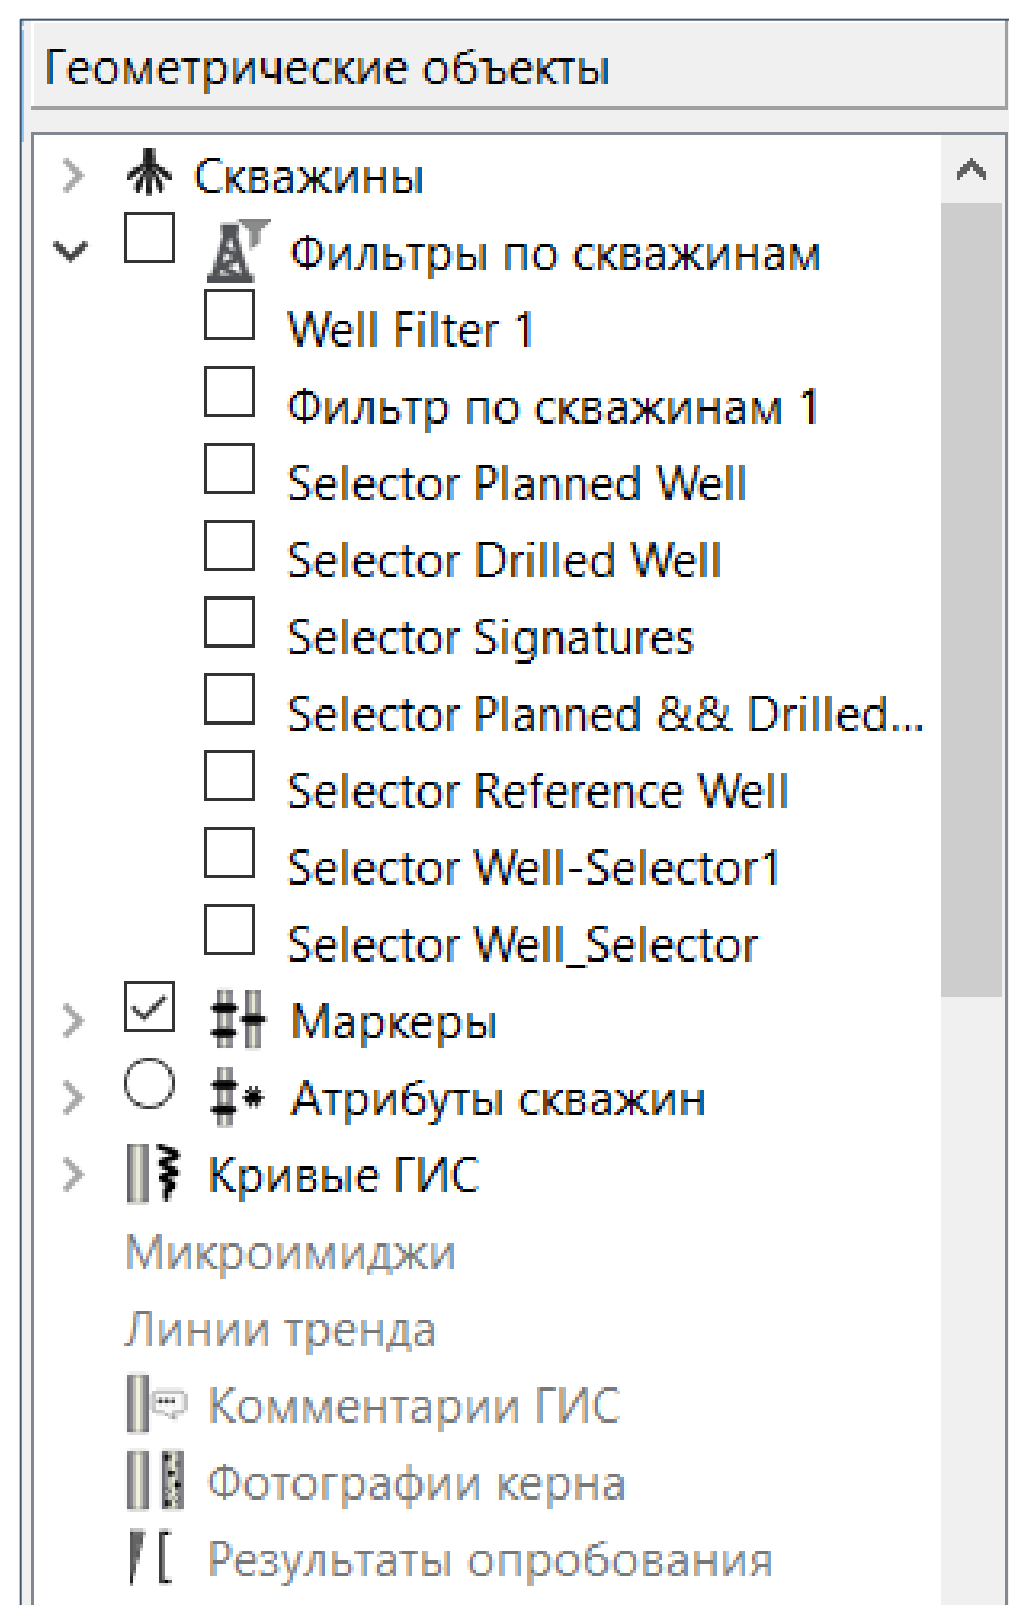 Геометрические объекты
Скважины
Фильтры по скважинам
Well Filter 1
Фильтр по скважинам 1
Selector Planned Well
Selector Drilled Well
Selector Signatures
Selector Planned && Drilled...
Selector Reference Well
Selector Well-Selector1
Selector Well_Selector
Маркеры
Атрибуты скважин
Кривые ГИС
Микроимиджи
Линии тренда
Комментарии ГИС
Фотографии керна
Результаты опробования